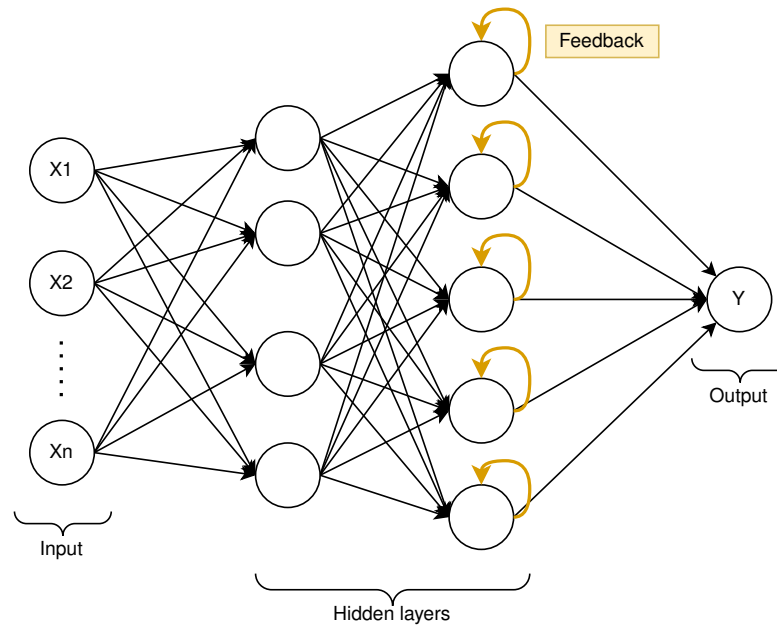 Feedback
X1
X2
Xn
Y
Input
Hidden layers
Output